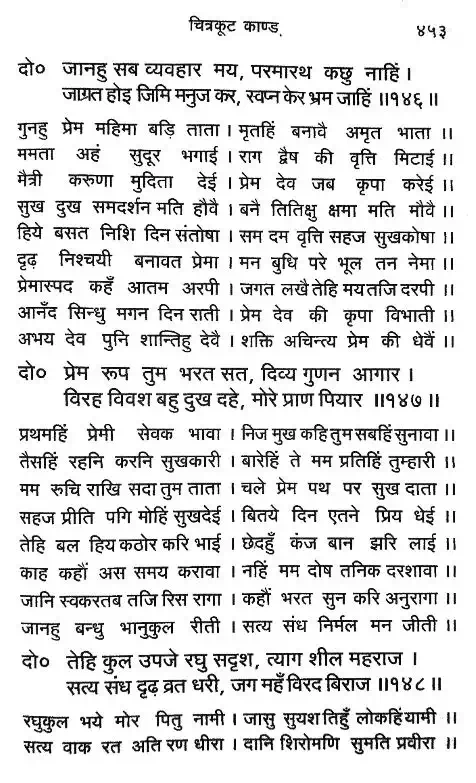 चित्रकूट काण्ड. ४५३
दो० जानहु सब व्यवहार मय, परमारथ कछु नाहिं ।
जाग्रत होइ जिमि मनुज कर, स्वप्न केर भ्रम जाहिं ॥१४६॥
गुनहु प्रेम महिमा बड़ि ताता । मृतहिं बनावै अमृत भाता ॥
ममता अहं सुदूर भगाई । राग द्वैष की वृत्ति मिटाई ॥
मैत्री करुणा मुदिता देई । प्रेम देव जब कृपा करेई ॥
सुख दुख समदर्शन मति होवै । बनै तितिक्षु क्षमा मति मौवै ॥
हिये बसत निशि दिन संतोषा । सम दम वृत्ति सहज सुखकोषा ॥
दृढ़ निश्चयी बनावत प्रेमा । मन बुधि परे भूल तन नेमा ॥
प्रेमास्पद कहँ आतम अरपी । जगत लखै तेहि मय तजि दरपी ॥
आनँद सिन्धु मगन दिन राती । प्रेम देव की कृपा विभाती ॥
अभय देव पुनि शान्तिहु देवै । शक्ति अचिन्त्य प्रेम की धेवैं ॥
दो० प्रेम रूप तुम भरत सत, दिव्य गुणन आगार ।
विरह विवश बहु दुख दहे, मोरे प्राण पियार ॥१४७॥
प्रथमहिं प्रेमी सेवक भावा । निज मुख कहि तुम सबहिं सुनावा ॥
तैसहिं रहनि करनि सुखकारी । बारेहिं ते मम प्रतिहिं तुम्हारी ॥
मम रुचि राखि सदा तुम ताता । चले प्रेम पथ पर सुख दाता ॥
सहज प्रीति पगि मोहिं सुखदेई । बितये दिन एतने प्रिय धेई ॥
तेहि बल हिय कठोर करि भाई । छेदहुँ कंज बान झरि लाई ॥
काह कहौं अस समय करावा । नहिं मम दोष तनिक दरशावा ॥
जानि स्वकरतब तजि रिस रागा । कहौं भरत सुन करि अनुरागा ॥
जानहु बन्धु भानुकुल रीती । सत्य संध निर्मल मन जीती ॥
दो० तेहि कुल उपजे रघु सदृश, त्याग शील महराज ।
सत्य संध दृढ़ व्रत धरी, जग महँ विरद बिराज ॥१४८॥
रघुकुल भये मोर पितु नामी । जासु सुयश तिहुँ लोकहिं यामी ॥
सत्य वाक रत अति रण धीरा । दानि शिरोमणि सुमति प्रवीरा ॥